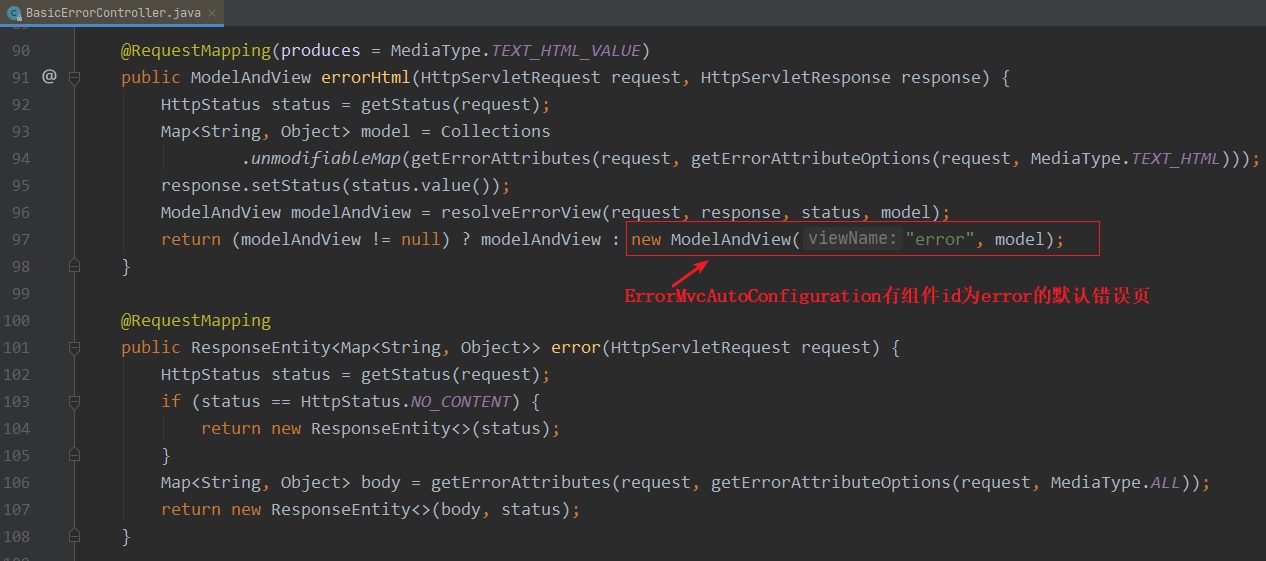 BasicErrorController.java
90 @RequestMapping(produces = MediaType.TEXT_HTML_VALUE)
91 @ public ModelAndView errorHtml(HttpServletRequest request, HttpServletResponse response) {
92 HttpStatus status = getStatus(request);
93 Map<String, Object> model = Collections
94 .unmodifiableMap(getErrorAttributes(request, getErrorAttributeOptions(request, MediaType.TEXT_HTML)));
95 response.setStatus(status.value());
96 ModelAndView modelAndView = resolveErrorView(request, response, status, model);
97 return (modelAndView != null) ? modelAndView : new ModelAndView( viewName: "error", model);
98 }
ErrorMvcAutoConfiguration有组件id为error的默认错误页
99
100 @RequestMapping
101 public ResponseEntity<Map<String, Object>> error(HttpServletRequest request) {
102 HttpStatus status = getStatus(request);
103 if (status == HttpStatus.NO_CONTENT) {
104 return new ResponseEntity<>(status);
105 }
106 Map<String, Object> body = getErrorAttributes(request, getErrorAttributeOptions(request, MediaType.ALL));
107 return new ResponseEntity<>(body, status);
108 }